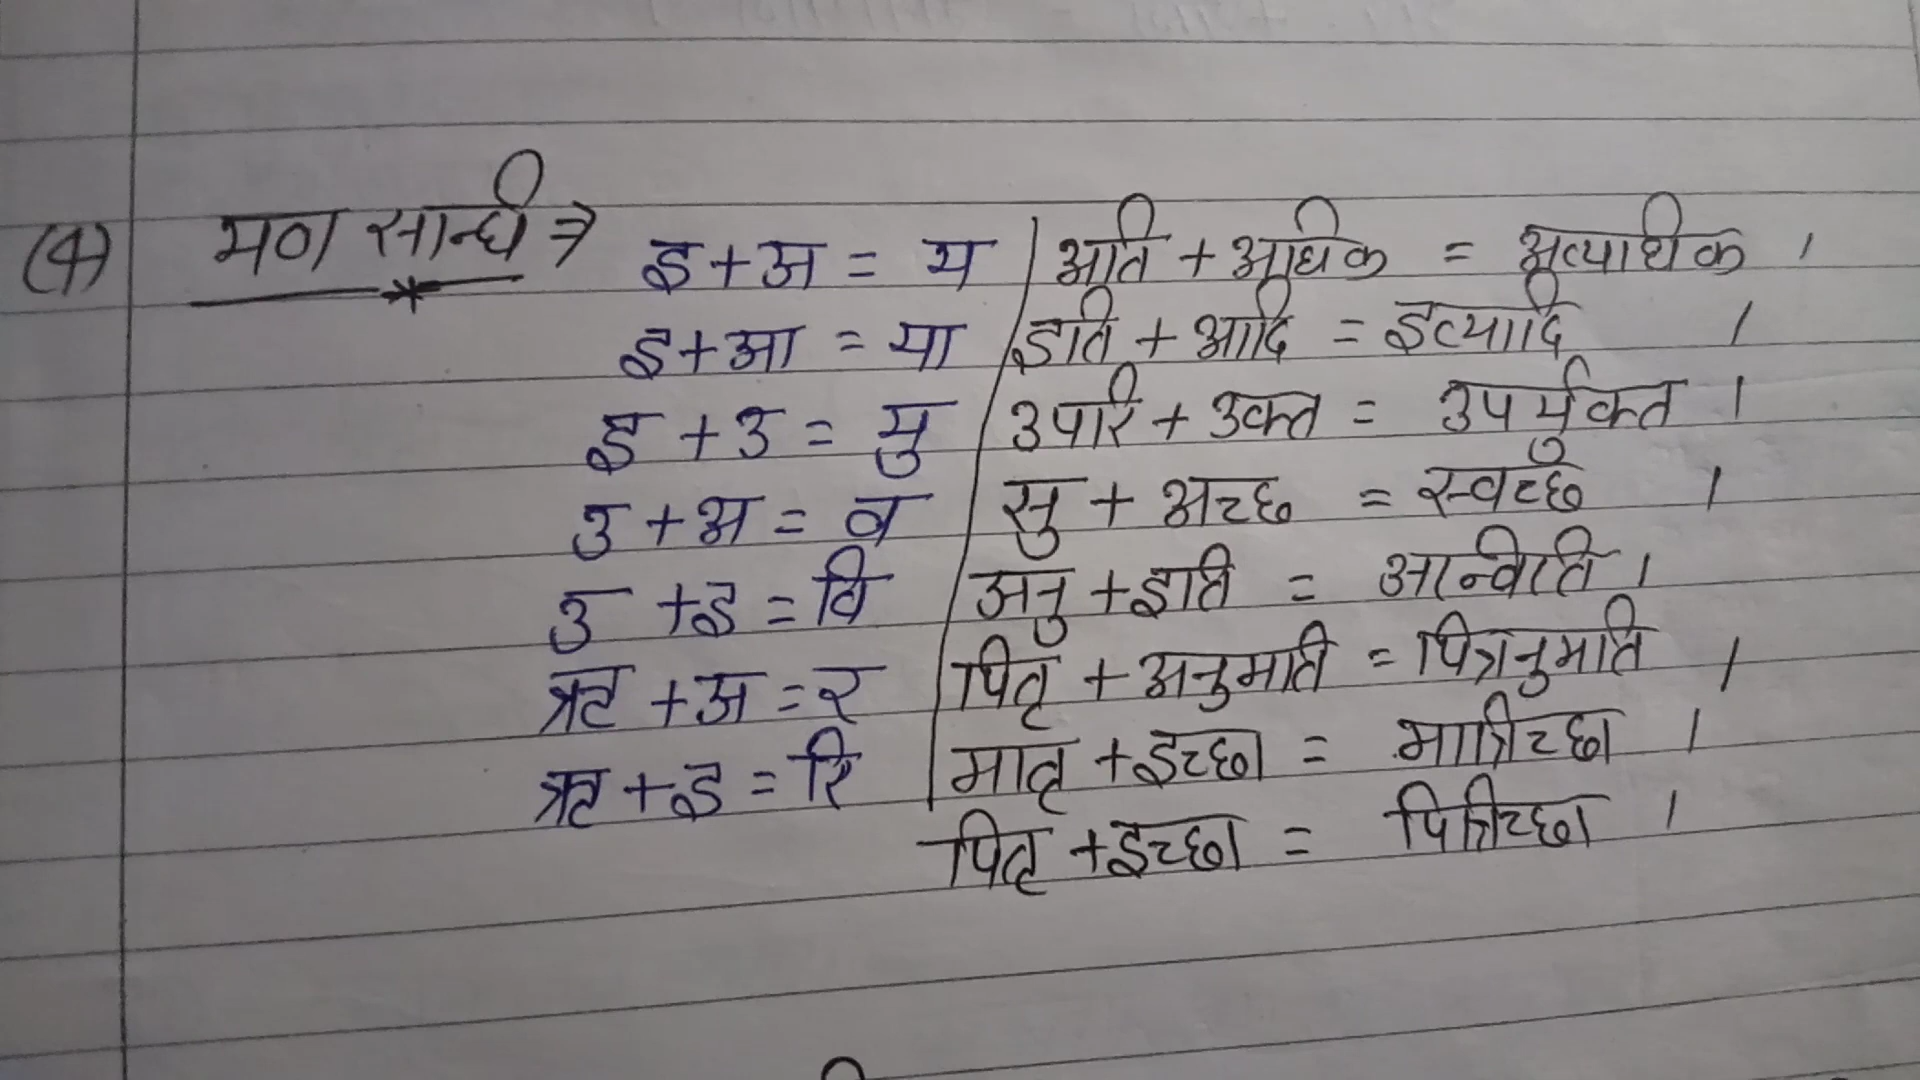 (4) यण सन्धि ⇒ इ + अ = य | अति + अधिक = अत्यधिक ।
इ + आ = या | इति + आदि = इत्यादि ।
इ + उ = यु | उपरि + उक्त = उपर्युक्त ।
उ + अ = व | सु + अच्छ = स्वच्छ ।
उ + इ = वि | अनु + इति = अन्विति ।
ऋ + अ = र | पितृ + अनुमति = पित्रनुमति ।
ऋ + इ = रि | मातृ + इच्छा = मात्रिच्छा ।
पितृ + इच्छा = पित्रिच्छा ।